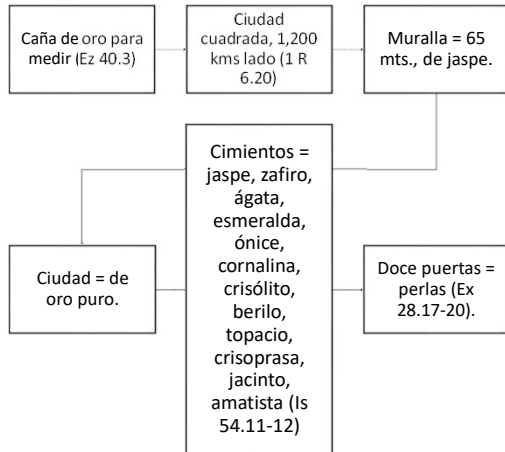 Caña de oro para
medir (Ez 40.3)
Ciudad
cuadrada, 1,200
kms lado (1 R
6.20)
Muralla = 65
mts., de jaspe.
Ciudad = de
oro puro.
Cimientos =
jaspe, zafiro,
ágata,
esmeralda,
ónice,
cornalina,
crisólito,
berilo,
topacio,
crisoprasa,
jacinto,
amatista (Is
54.11-12)
Doce puertas =
perlas (Ex
28.17-20).